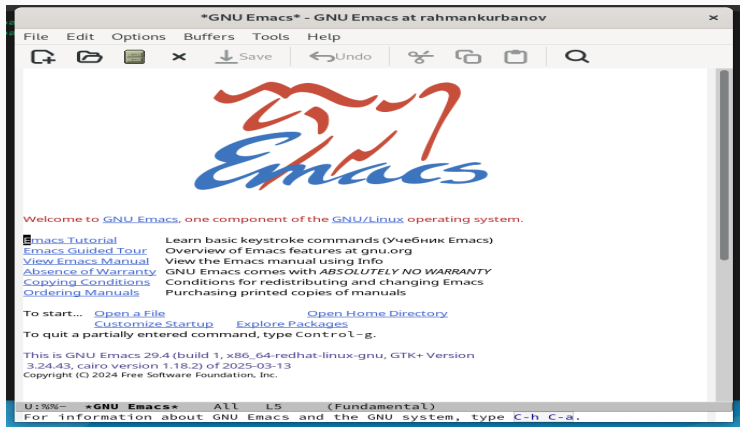 *GNU Emacs* - GNU Emacs at rahmankurbanov
File Edit Options Buffers Tools Help
Save Undo
Emacs
Welcome to GNU Emacs, one component of the GNU/Linux operating system.
Emacs Tutorial Learn basic keystroke commands (Учебник Emacs)
Emacs Guided Tour Overview of Emacs features at gnu.org
View Emacs Manual View the Emacs manual using Info
Absence of Warranty GNU Emacs comes with ABSOLUTELY NO WARRANTY
Copying Conditions Conditions for redistributing and changing Emacs
Ordering Manuals Purchasing printed copies of manuals
To start... Open a File Open Home Directory
Customize Startup Explore Packages
To quit a partially entered command, type Control-g.
This is GNU Emacs 29.4 (build 1, x86_64-redhat-linux-gnu, GTK+ Version
3.24.43, cairo version 1.18.2) of 2025-03-13
Copyright (C) 2024 Free Software Foundation, Inc.
U:%%- *GNU Emacs* All L5 (Fundamental)
For information about GNU Emacs and the GNU system, type C-h C-a.